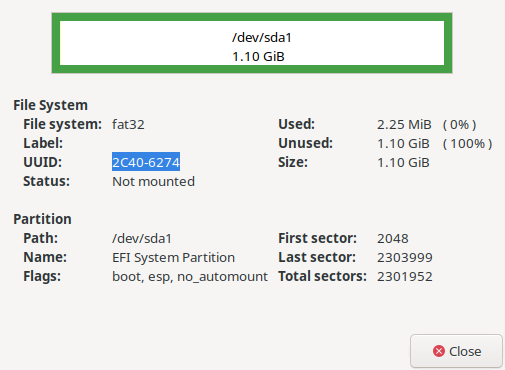 /dev/sda1
1.10 GiB
File System
File system: fat32 Used: 2.25 MiB ( 0% )
Label: Unused: 1.10 GiB ( 100% )
UUID: 2C40-6274 Size: 1.10 GiB
Status: Not mounted
Partition
Path: /dev/sda1 First sector: 2048
Name: EFI System Partition Last sector: 2303999
Flags: boot, esp, no_automount Total sectors: 2301952
Close